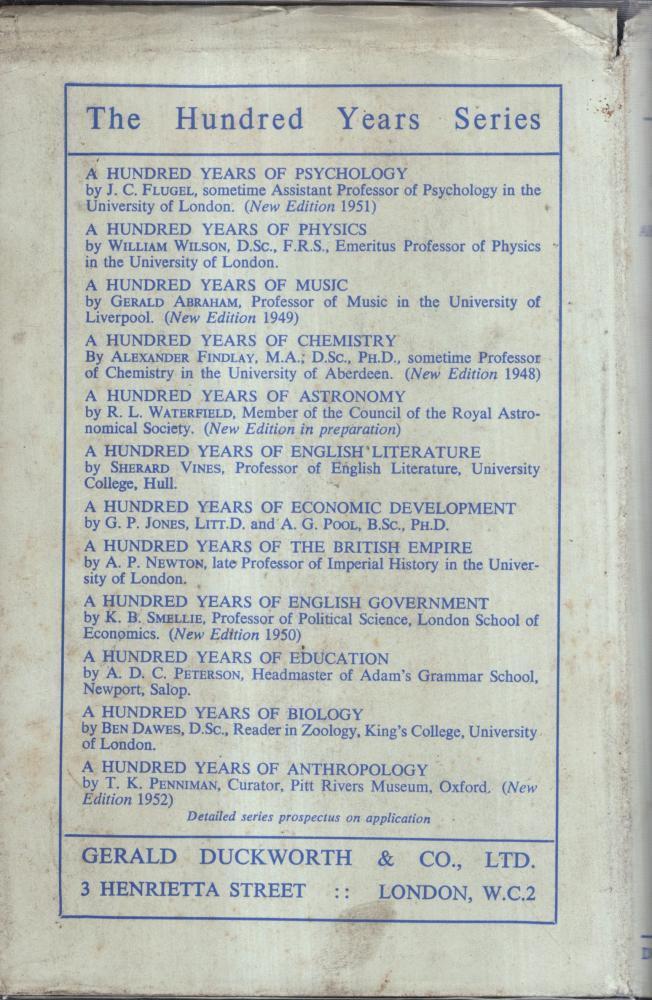 The Hundred Years Series
A HUNDRED YEARS OF PSYCHOLOGY
by J. C. FLUGEL, sometime Assistant Professor of Psychology in the
University of London. (New Edition 1951)
A HUNDRED YEARS OF PHYSICS
by WILLIAM WILSON, D.SC., F.R.S., Emeritus Professor of Physics
in the University of London.
A HUNDRED YEARS OF MUSIC
by GERALD ABRAHAM, Professor of Music in the University of
Liverpool. (New Edition 1949)
A HUNDRED YEARS OF CHEMISTRY
By ALEXANDER FINDLAY, M.A., D.SC., PH.D., sometime Professor
of Chemistry in the University of Aberdeen. (New Edition 1948)
A HUNDRED YEARS OF ASTRONOMY
by R. L. WATERFIELD, Member of the Council of the Royal Astro-
nomical Society. (New Edition in preparation)
A HUNDRED YEARS OF ENGLISH LITERATURE
by SHERARD VINES, Professor of English Literature, University
College, Hull.
A HUNDRED YEARS OF ECONOMIC DEVELOPMENT
by G. P. JONES, LITT.D. and A. G. POOL, B.SC., PH.D.
A HUNDRED YEARS OF THE BRITISH EMPIRE
by A. P. NEWTON, late Professor of Imperial History in the Univer-
sity of London.
A HUNDRED YEARS OF ENGLISH GOVERNMENT
by K. B. SMELLIE, Professor of Political Science, London School of
Economics. (New Edition 1950)
A HUNDRED YEARS OF EDUCATION
by A. D. C. PETERSON, Headmaster of Adam's Grammar School,
Newport, Salop.
A HUNDRED YEARS OF BIOLOGY
by BEN DAWES, D.SC., Reader in Zoology, King's College, University
of London.
A HUNDRED YEARS OF ANTHROPOLOGY
by T. K. PENNIMAN, Curator, Pitt Rivers Museum, Oxford. (New
Edition 1952)
Detailed series prospectus on application
GERALD DUCKWORTH & CO., LTD.
3 HENRIETTA STREET :: LONDON, W.C.2